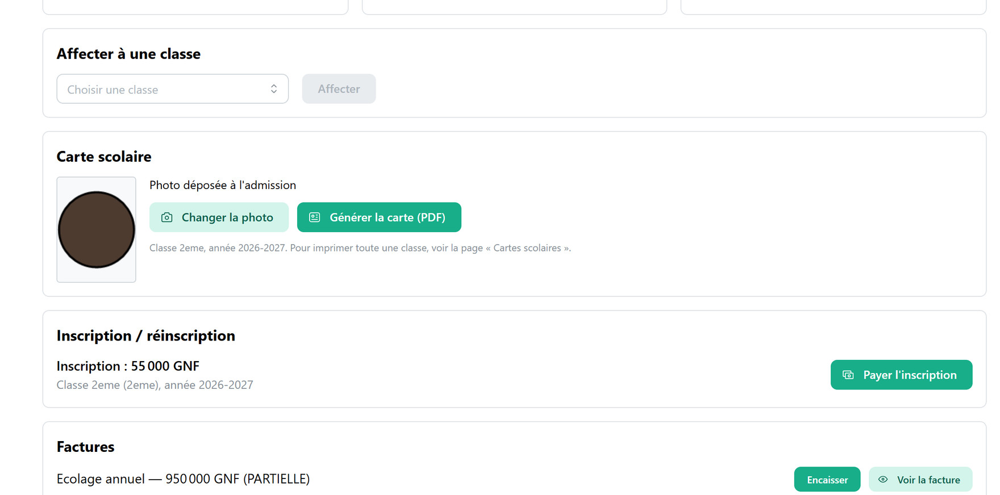 Affecter à une classe
Choisir une classe
Affecter
Carte scolaire
Photo déposée à l'admission
Changer la photo
Générer la carte (PDF)
Classe 2eme, année 2026-2027. Pour imprimer toute une classe, voir la page « Cartes scolaires ».
Inscription / réinscription
Inscription : 55 000 GNF
Classe 2eme (2eme), année 2026-2027
Payer l'inscription
Factures
Ecolage annuel — 950 000 GNF (PARTIELLE)
Encaisser
Voir la facture